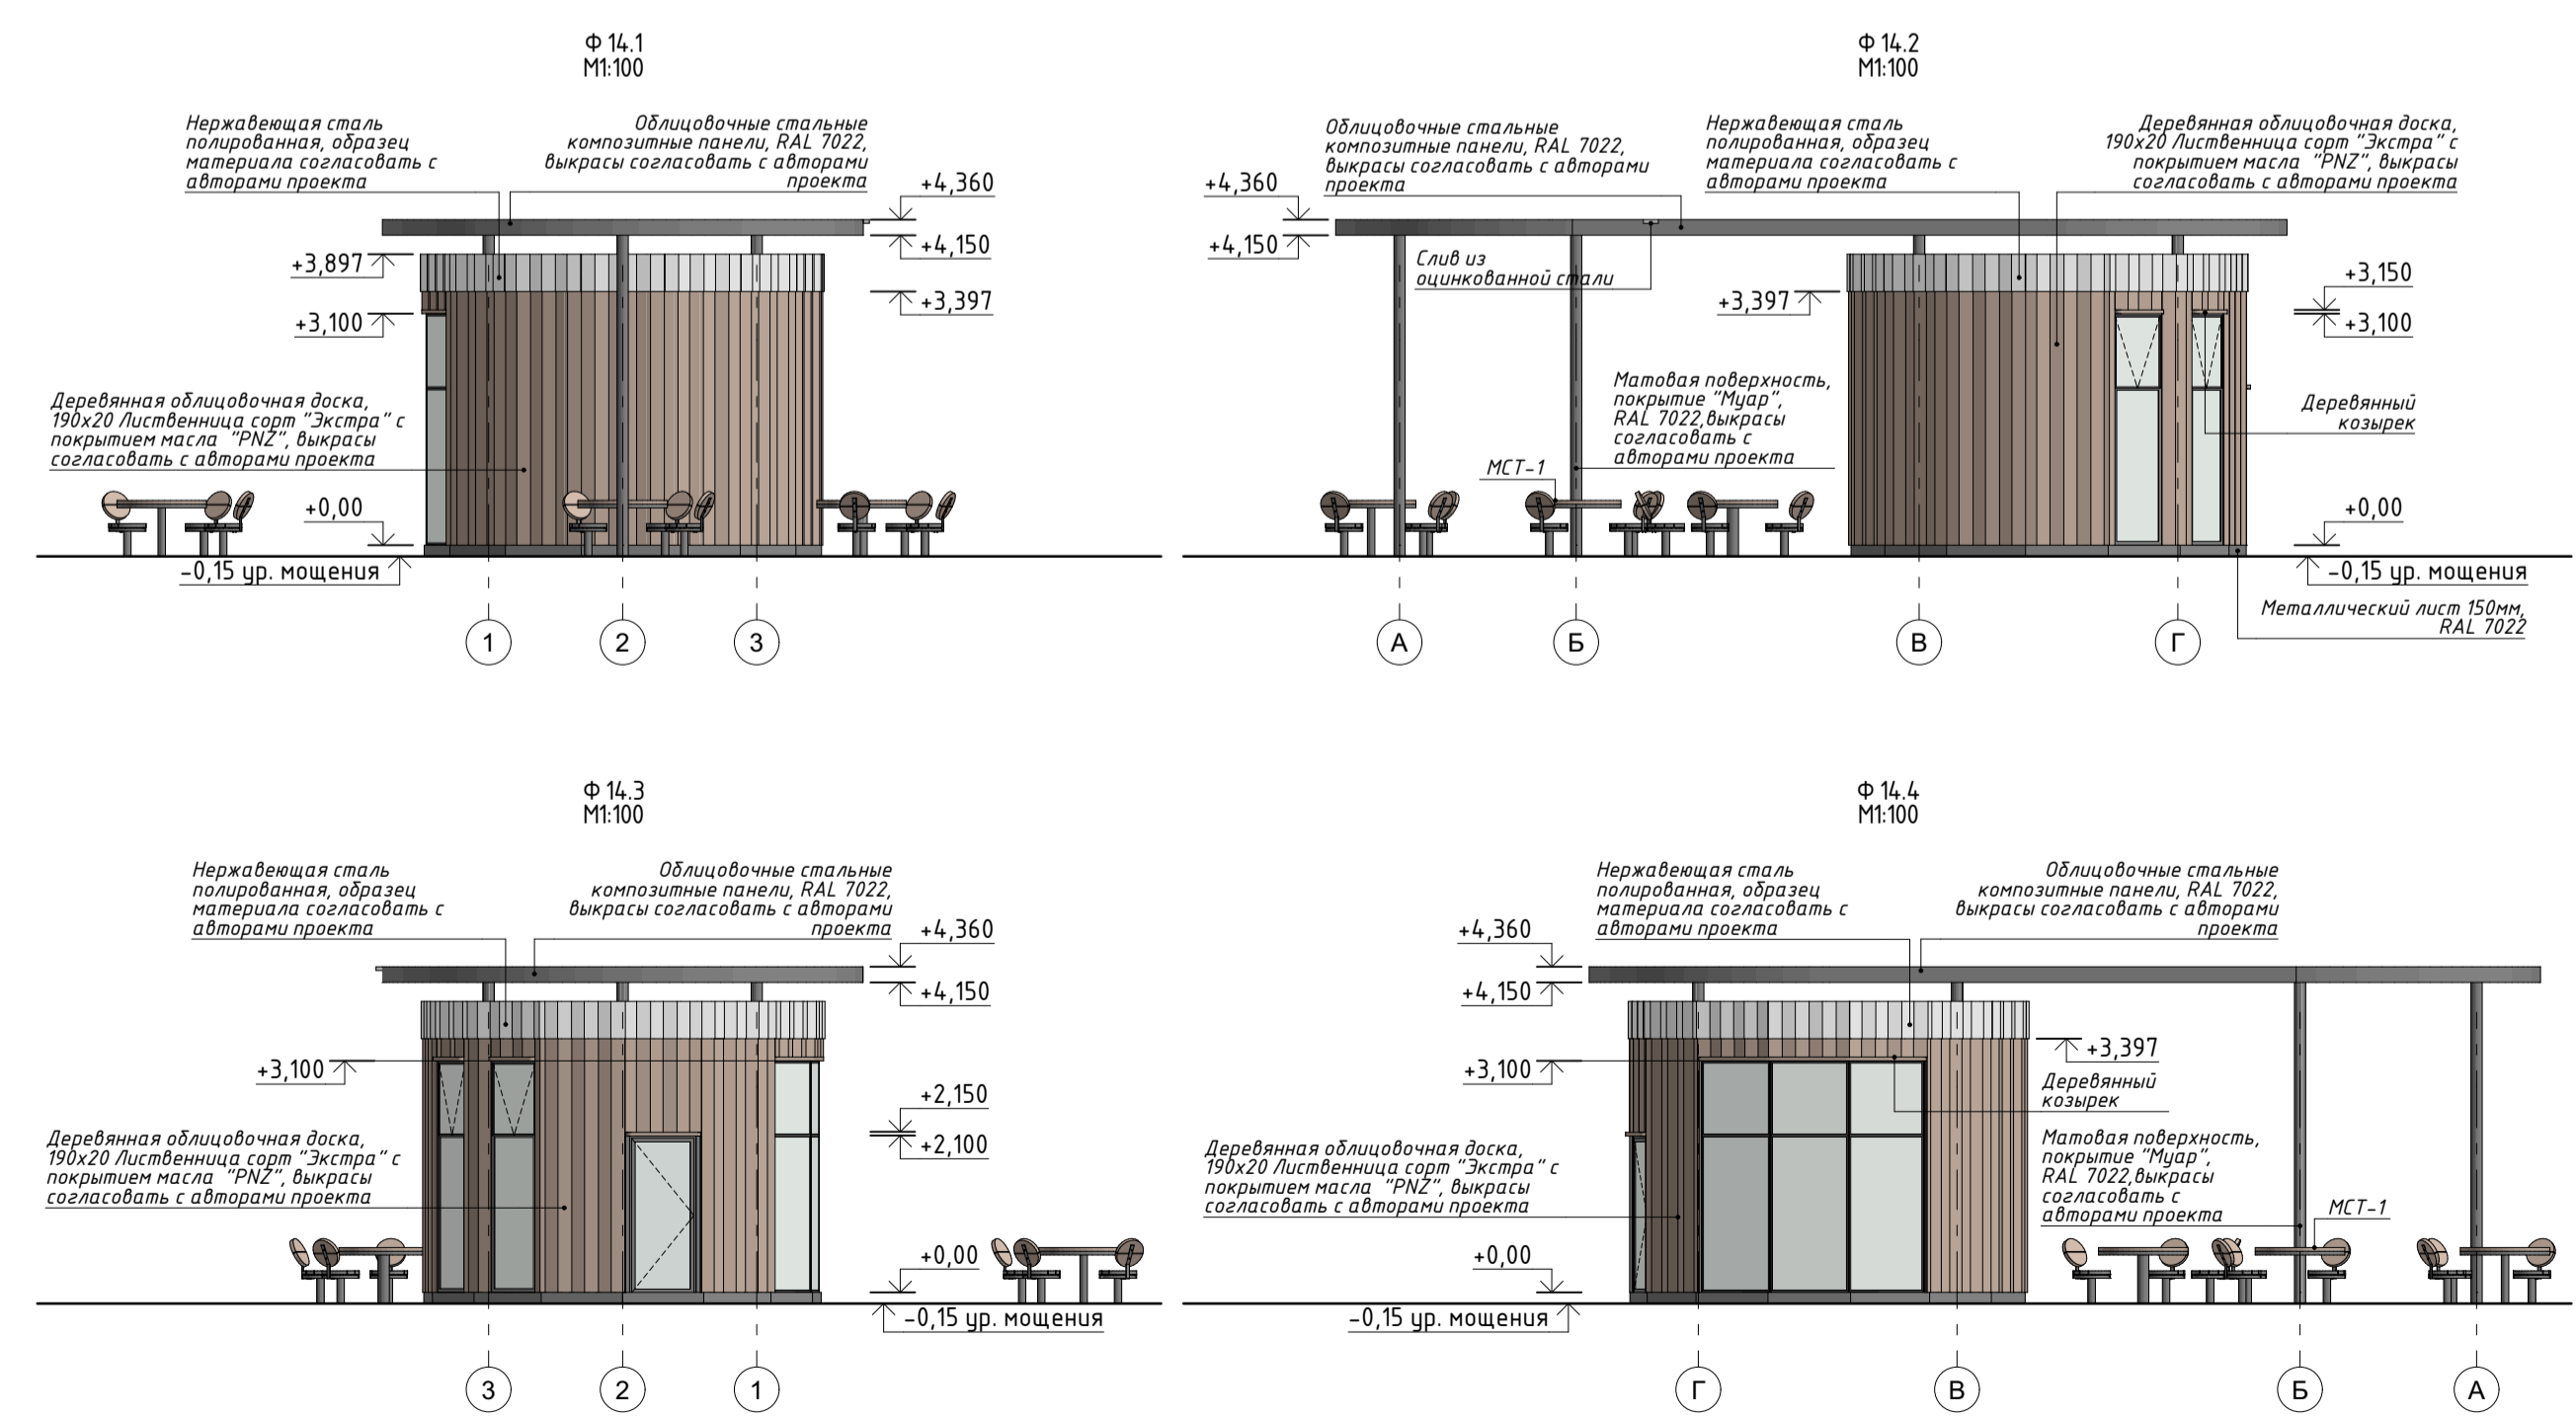 Ф 14.1
М1:100
Нержавеющая сталь
полированная, образец
материала согласовать с
авторами проекта
Облицовочные стальные
композитные панели, RAL 7022,
выкрасы согласовать с авторами
проекта
+4,360
+4,150
+3,897
+3,397
+3,100
Деревянная облицовочная доска,
190х20 Лиственница сорт "Экстра" с
покрытием масла "PNZ", выкрасы
согласовать с авторами проекта
+0,00
-0,15 ур. мощения
1
2
3
Ф 14.2
М1:100
Облицовочные стальные
композитные панели, RAL 7022,
выкрасы согласовать с авторами
проекта
Нержавеющая сталь
полированная, образец
материала согласовать с
авторами проекта
Деревянная облицовочная доска,
190х20 Лиственница сорт "Экстра" с
покрытием масла "PNZ", выкрасы
согласовать с авторами проекта
+4,360
+4,150
Слив из
оцинкованной стали
+3,397
+3,150
+3,100
Матовая поверхность,
покрытие "Муар",
RAL 7022,выкрасы
согласовать с
авторами проекта
МСТ-1
Деревянный
козырек
+0,00
-0,15 ур. мощения
Металлический лист 150мм,
RAL 7022
А
Б
В
Г
Ф 14.3
М1:100
Нержавеющая сталь
полированная, образец
материала согласовать с
авторами проекта
Облицовочные стальные
композитные панели, RAL 7022,
выкрасы согласовать с авторами
проекта
+4,360
+4,150
+3,100
+2,150
+2,100
Деревянная облицовочная доска,
190х20 Лиственница сорт "Экстра" с
покрытием масла "PNZ", выкрасы
согласовать с авторами проекта
+0,00
-0,15 ур. мощения
3
2
1
Ф 14.4
М1:100
Нержавеющая сталь
полированная, образец
материала согласовать с
авторами проекта
Облицовочные стальные
композитные панели, RAL 7022,
выкрасы согласовать с авторами
проекта
+4,360
+4,150
+3,397
+3,100
Деревянный
козырек
Деревянная облицовочная доска,
190х20 Лиственница сорт "Экстра" с
покрытием масла "PNZ", выкрасы
согласовать с авторами проекта
Матовая поверхность,
покрытие "Муар",
RAL 7022,выкрасы
согласовать с
авторами проекта
МСТ-1
+0,00
-0,15 ур. мощения
Г
В
Б
А